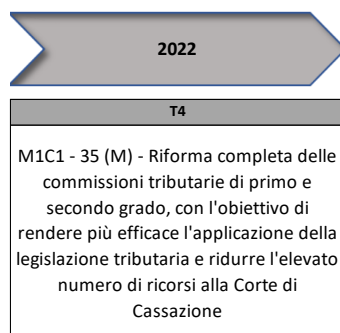 2022
T4
M1C1 - 35 (M) - Riforma completa delle
commissioni tributarie di primo e
secondo grado, con l'obiettivo di
rendere più efficace l'applicazione della
legislazione tributaria e ridurre l'elevato
numero di ricorsi alla Corte di
Cassazione